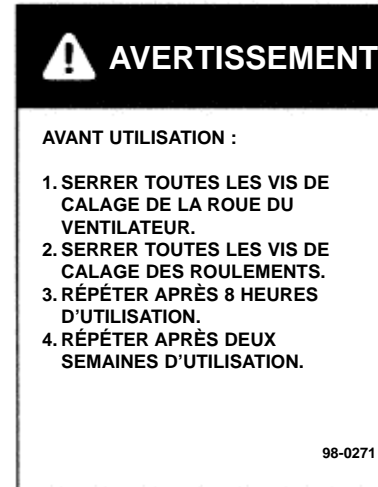 AVERTISSEMENT
AVANT UTILISATION :
1. SERRER TOUTES LES VIS DE
CALAGE DE LA ROUE DU
VENTILATEUR.
2. SERRER TOUTES LES VIS DE
CALAGE DES ROULEMENTS.
3. RÉPÉTER APRÈS 8 HEURES
D’UTILISATION.
4. RÉPÉTER APRÈS DEUX
SEMAINES D’UTILISATION.
98-0271